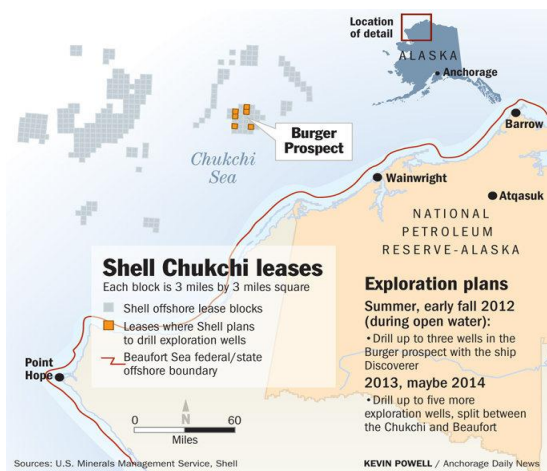 Location
of detail
ALASKA
Anchorage
Burger
Prospect
Chukchi
Sea
Barrow
Wainwright
Atqasuk
NATIONAL
PETROLEUM
RESERVE-ALASKA
Shell Chukchi leases
Each block is 3 miles by 3 miles square
Shell offshore lease blocks
Leases where Shell plans
to drill exploration wells
Beaufort Sea federal/state
offshore boundary
Point
Hope
N
0 60
Miles
Exploration plans
Summer, early fall 2012
(during open water):
•Drill up to three wells in the
Burger prospect with the ship
Discoverer
2013, maybe 2014
•Drill up to five more
exploration wells, split between
the Chukchi and Beaufort
Sources: U.S. Minerals Management Service, Shell
KEVIN POWELL / Anchorage Daily News